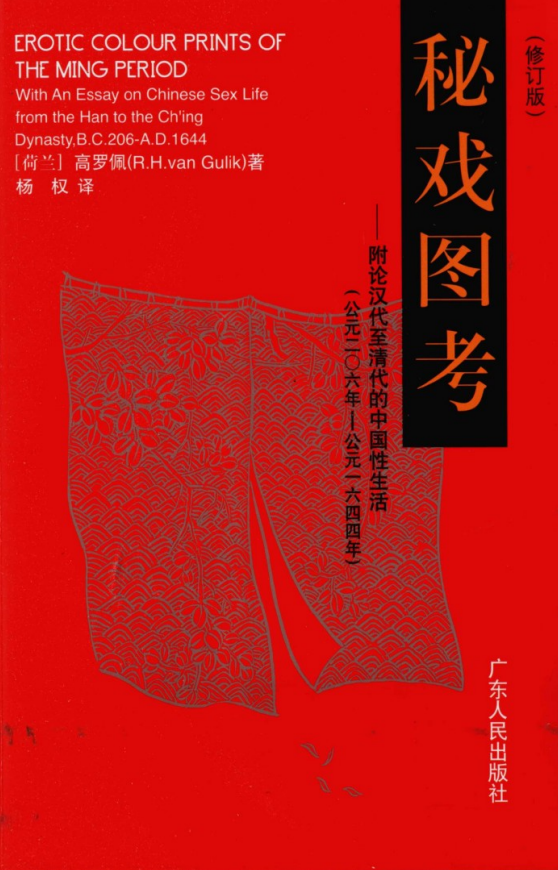 EROTIC COLOUR PRINTS OF
THE MING PERIOD
With An Essay on Chinese Sex Life
from the Han to the Ch'ing
Dynasty,B.C.206-A.D.1644
[荷兰] 高罗佩(R.H.van Gulik)著
杨 权 译
(修订版)
秘戏图考
——附论汉代至清代的中国性生活
(公元二〇六年—公元一六四四年)
广东人民出版社